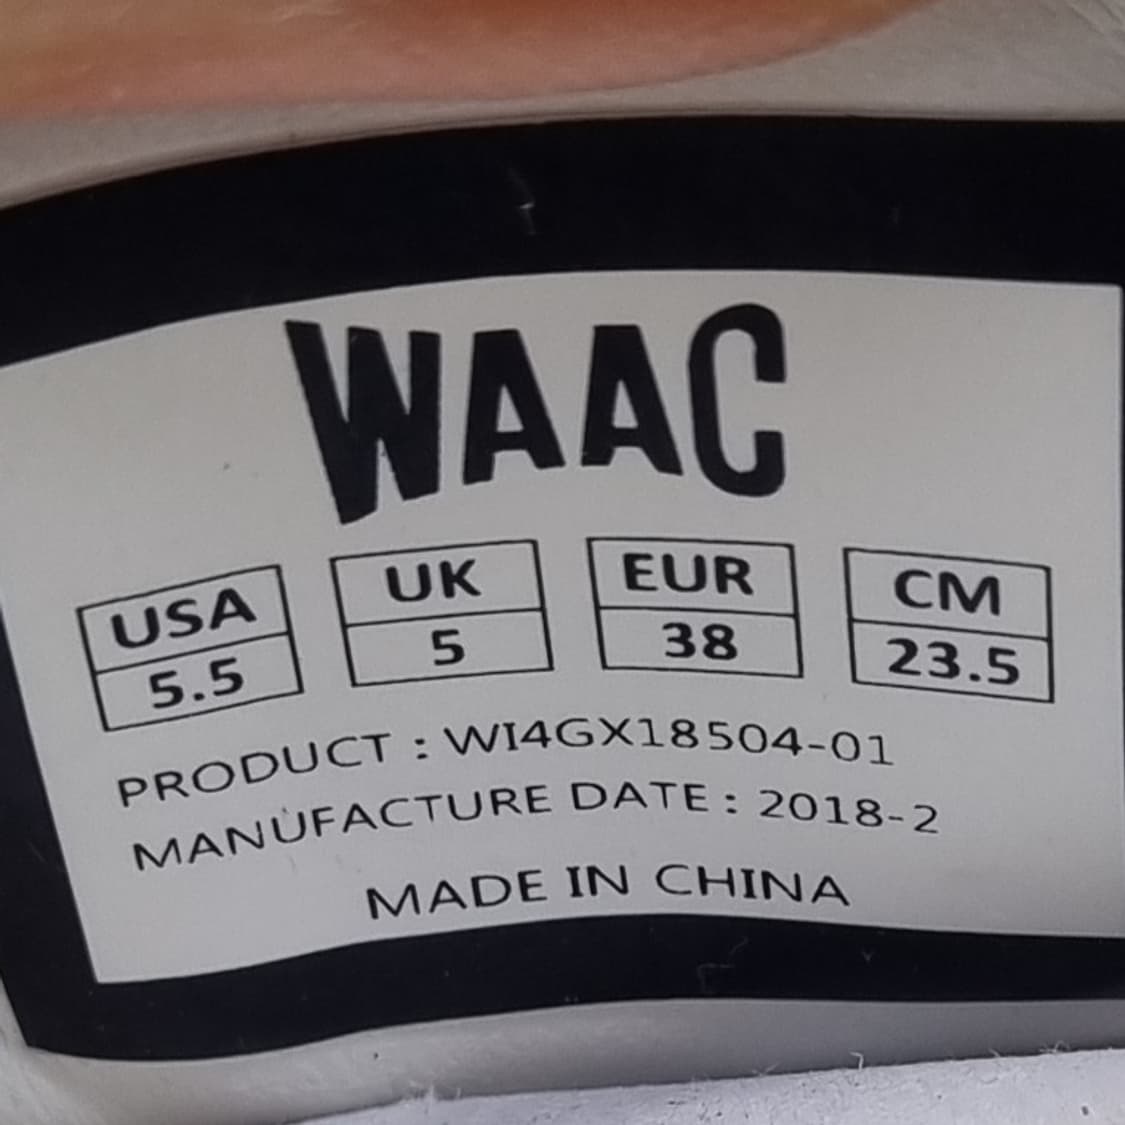 WAAC
USA UK EUR CM
5.5 5 38 23.5
PRODUCT : WI4GX18504-01
MANUFACTURE DATE : 2018-2
MADE IN CHINA